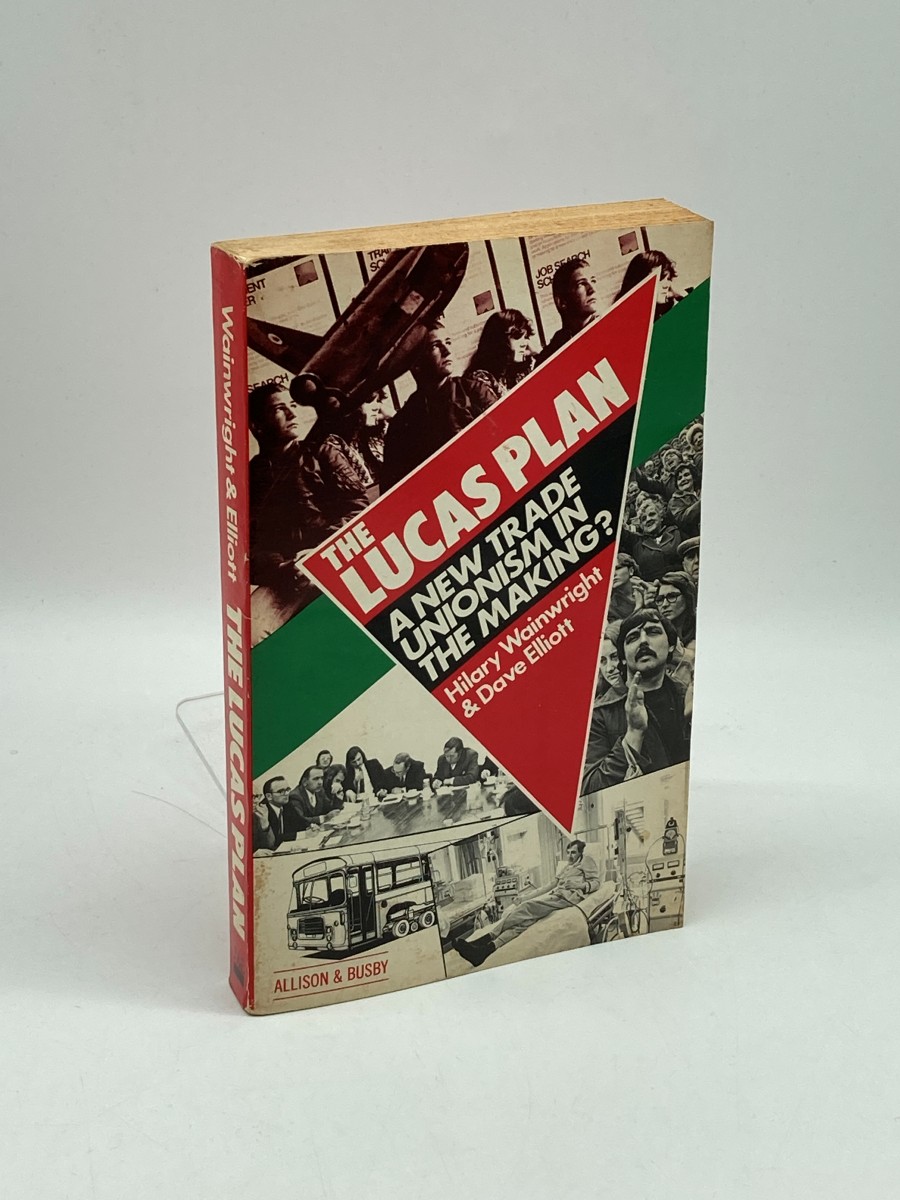 JOB SEARCH
THE
LUCAS PLAN
A NEW TRADE
UNIONISM IN
THE MAKING?
Hilary Wainwright
& Dave Elliott
ALLISON & BUSBY
Wainwright & Elliott THE LUCAS PLAN